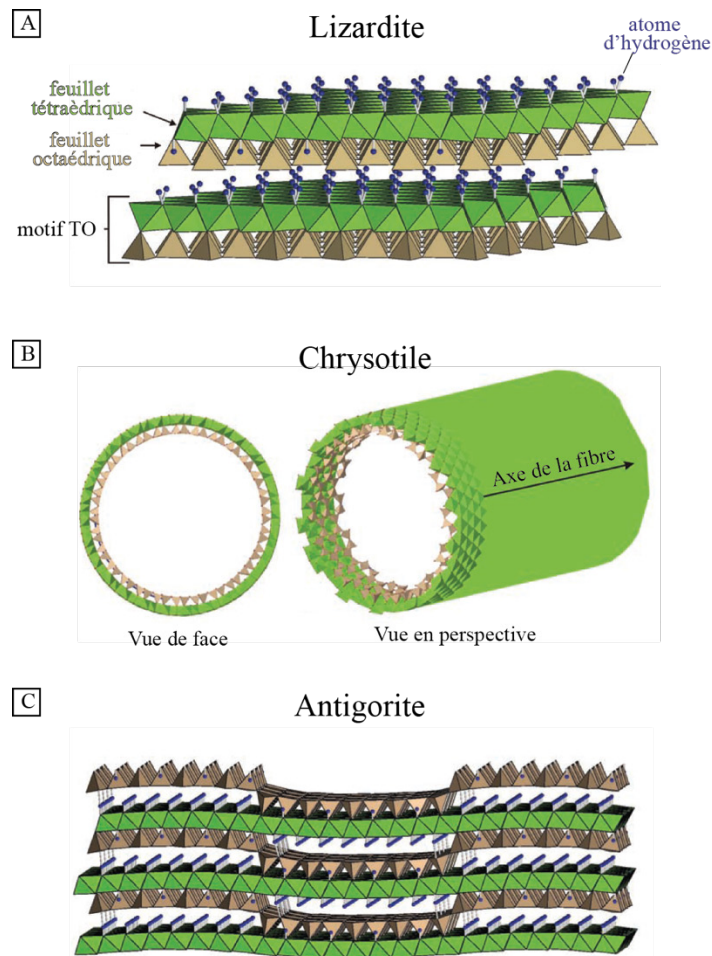 A
Lizardite
atome
d'hydrogène
feuillet
tétraèdrique
feuillet
octaédrique
motif TO
B
Chrysotile
Axe de la fibre
Vue de face
Vue en perspective
C
Antigorite